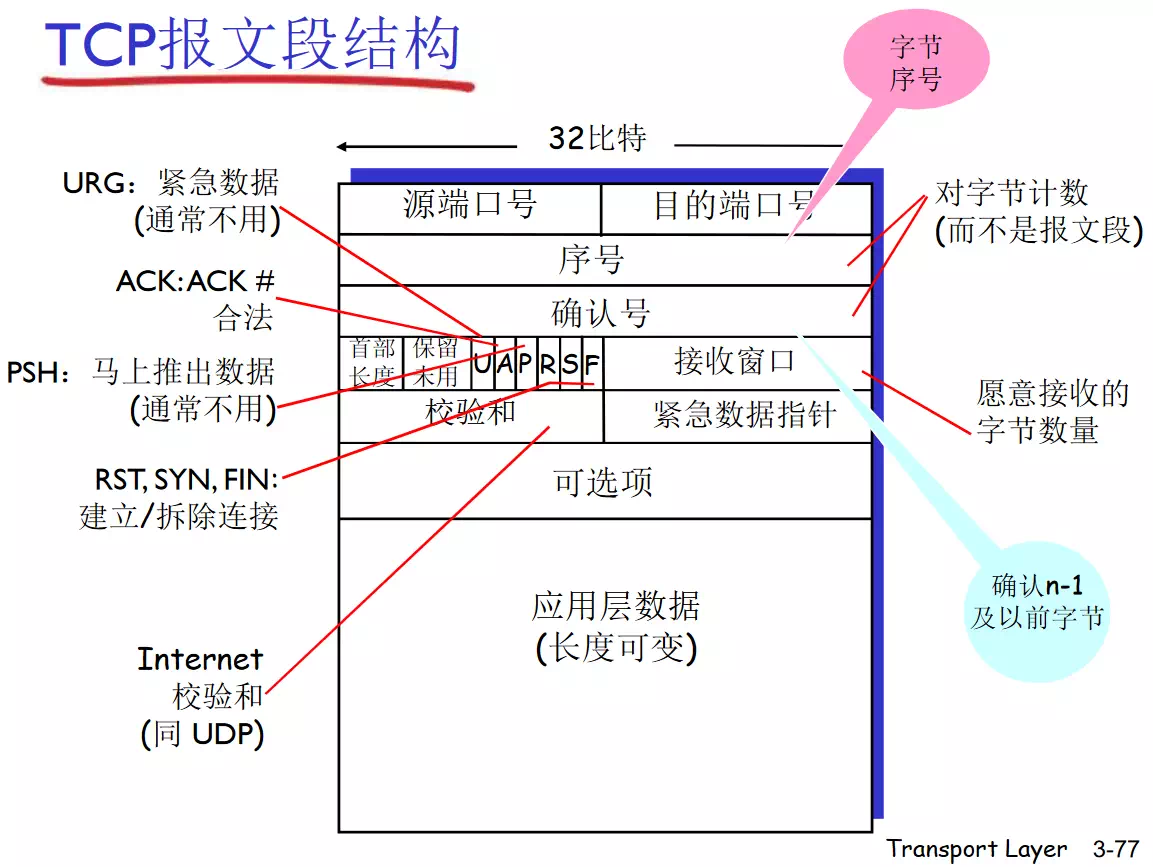 TCP报文段结构
字节
序号
32比特
URG：紧急数据
(通常不用)
ACK:ACK #
合法
PSH：马上推出数据
(通常不用)
RST, SYN, FIN:
建立/拆除连接
Internet
校验和
(同 UDP)
源端口号
目的端口号
序号
确认号
首部
长度
保留
未用
U A P R S F
接收窗口
校验和
紧急数据指针
可选项
应用层数据
(长度可变)
对字节计数
(而不是报文段)
愿意接收的
字节数量
确认n-1
及以前字节
Transport Layer 3-77